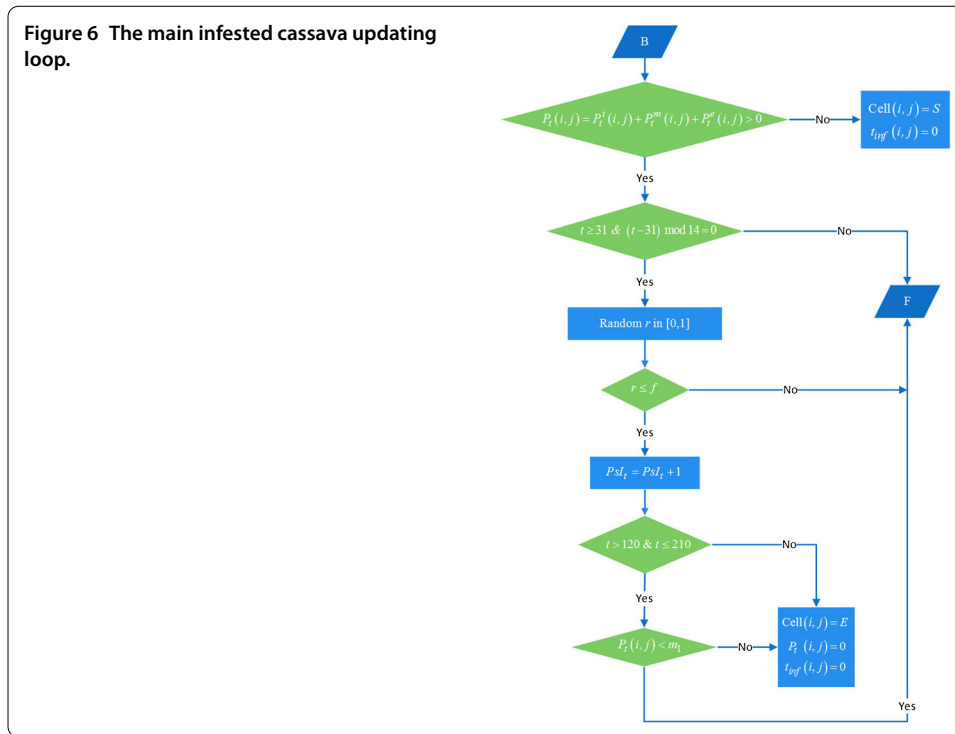 Figure 6 The main infested cassava updating
loop.
B
P_t(i,j)=P_t^i(i,j)+P_t^m(i,j)+P_t^e(i,j)>0
No
Cell(i,j)=S
t_inf(i,j)=0
Yes
t≥31 & (t−31) mod14=0
No
Yes
F
Random r in [0,1]
r≤f
No
Yes
PsI_t=PsI_t+1
t>120 & t≤210
No
Yes
Cell(i,j)=E
P_t(i,j)=0
t_inf(i,j)=0
P_t(i,j)<m_1
No
Yes